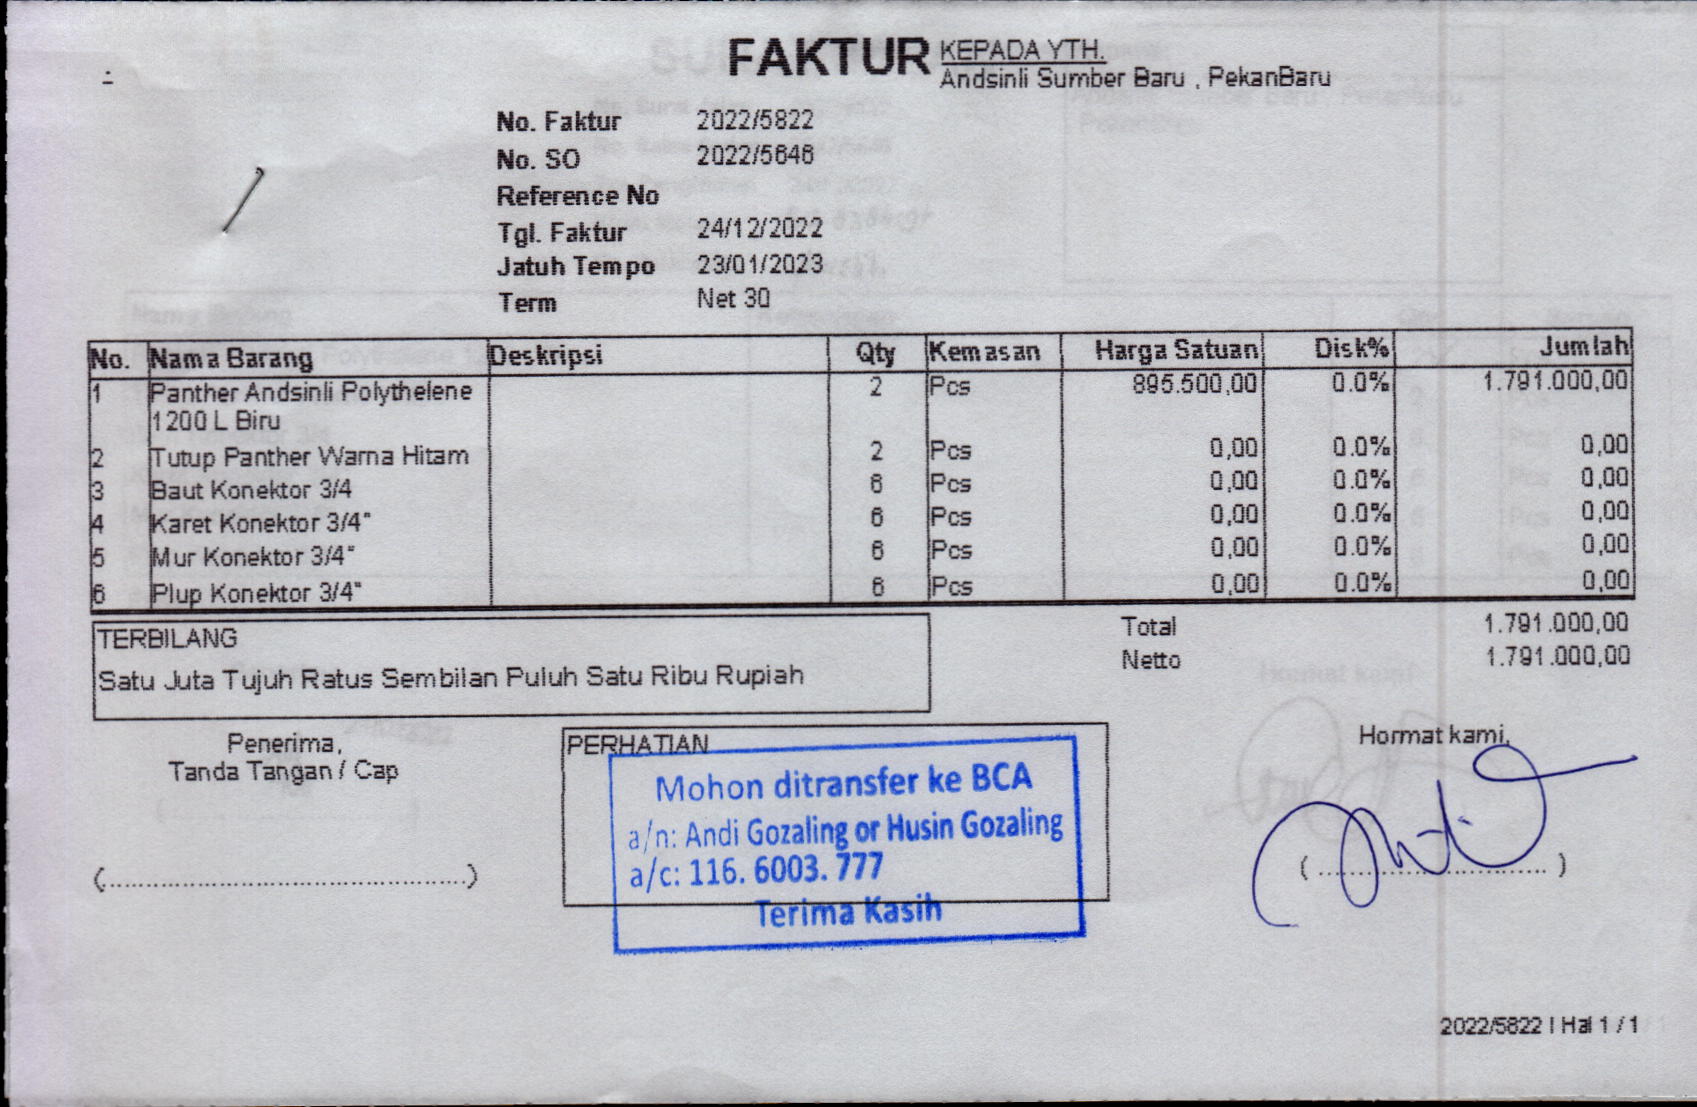 FAKTUR
KEPADA YTH.
Andsinli Sumber Baru , PekanBaru
No. Faktur 2022/5822
No. SO 2022/5646
Reference No
Tgl. Faktur 24/12/2022
Jatuh Tempo 23/01/2023
Term Net 30
No. Nama Barang Deskripsi Qty Kemasan Harga Satuan Disk% Jumlah
1 Panther Andsinli Polythelene 2 Pcs 895.500,00 0.0% 1.791.000,00
1200 L Biru
2 Tutup Panther Warna Hitam 2 Pcs 0,00 0.0% 0,00
3 Baut Konektor 3/4 6 Pcs 0,00 0.0% 0,00
4 Karet Konektor 3/4" 6 Pcs 0,00 0.0% 0,00
5 Mur Konektor 3/4" 6 Pcs 0,00 0.0% 0,00
6 Plup Konektor 3/4" 6 Pcs 0,00 0.0% 0,00
Total 1.791.000,00
Netto 1.791.000,00
TERBILANG
Satu Juta Tujuh Ratus Sembilan Puluh Satu Ribu Rupiah
Penerima,
Tanda Tangan / Cap
(................................................)
PERHATIAN
Mohon ditransfer ke BCA
a/n: Andi Gozaling or Husin Gozaling
a/c: 116. 6003. 777
Terima Kasih
Hormat kami,
(................................)
2022/5822 | Hal 1 / 1